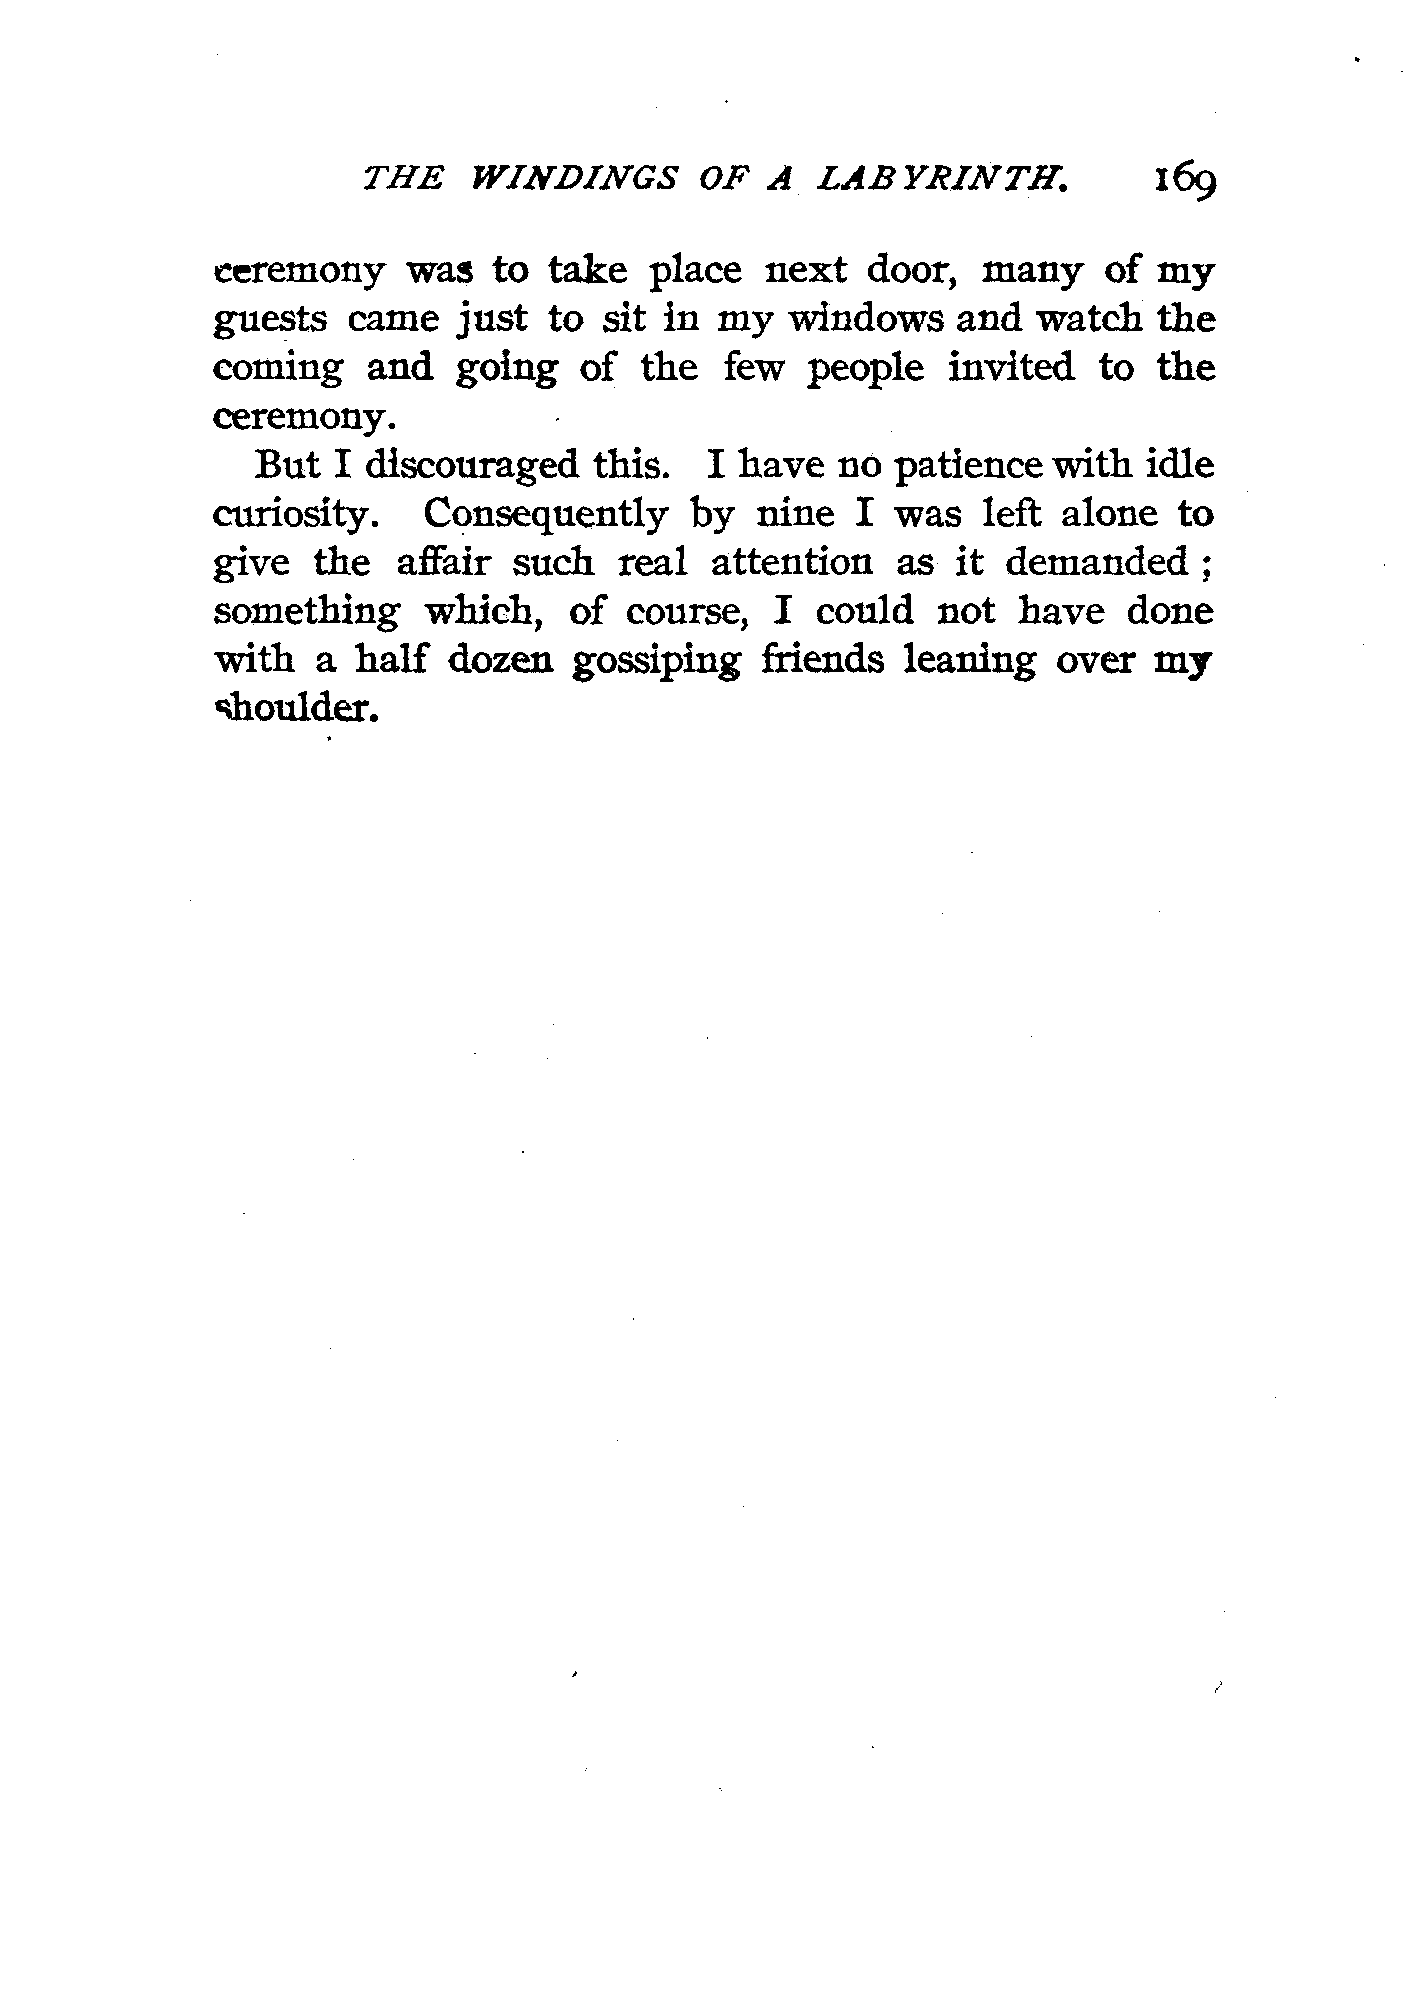 THE WINDINGS OF A LABYRINTH. 169
ceremony was to take place next door, many of my
guests came just to sit in my windows and watch the
coming and going of the few people invited to the
ceremony.
But I discouraged this. I have no patience with idle
curiosity. Consequently by nine I was left alone to
give the affair such real attention as it demanded ;
something which, of course, I could not have done
with a half dozen gossiping friends leaning over my
shoulder.